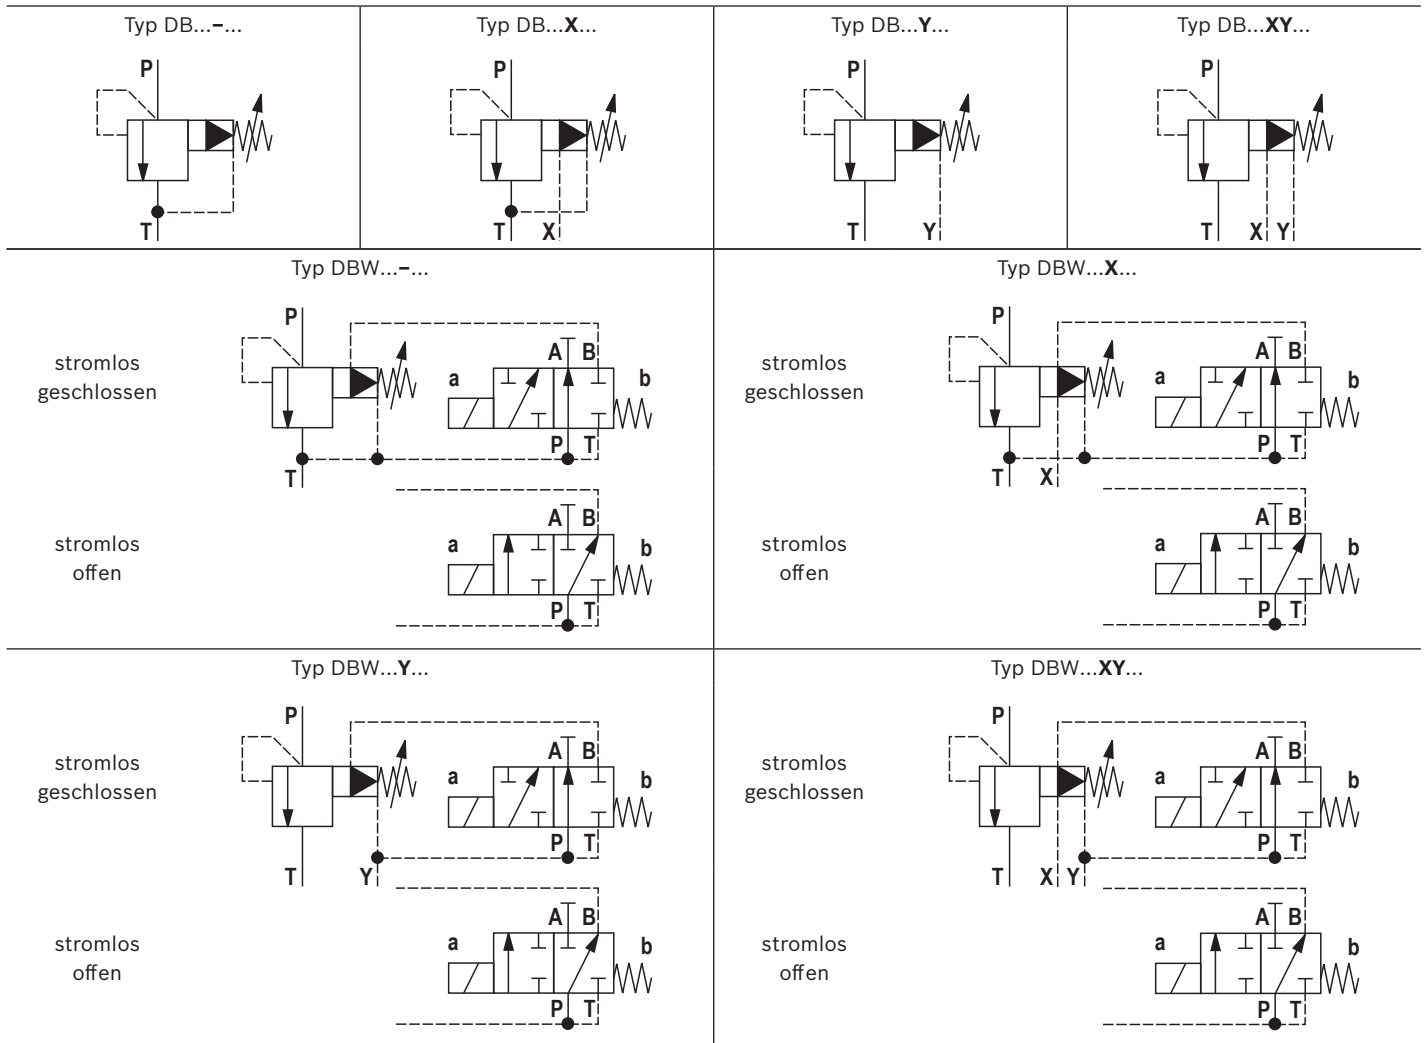 Typ DB...–...
Typ DB...X...
Typ DB...Y...
Typ DB...XY...
P
T
P
T X
P
T Y
P
T X Y
Typ DBW...–...
stromlos
geschlossen
P
T
a
A B
b
P T
stromlos
offen
a
A B
b
P T
Typ DBW...X...
stromlos
geschlossen
P
T X
a
A B
b
P T
stromlos
offen
a
A B
b
P T
Typ DBW...Y...
stromlos
geschlossen
P
T Y
a
A B
b
P T
stromlos
offen
a
A B
b
P T
Typ DBW...XY...
stromlos
geschlossen
P
T X Y
a
A B
b
P T
stromlos
offen
a
A B
b
P T